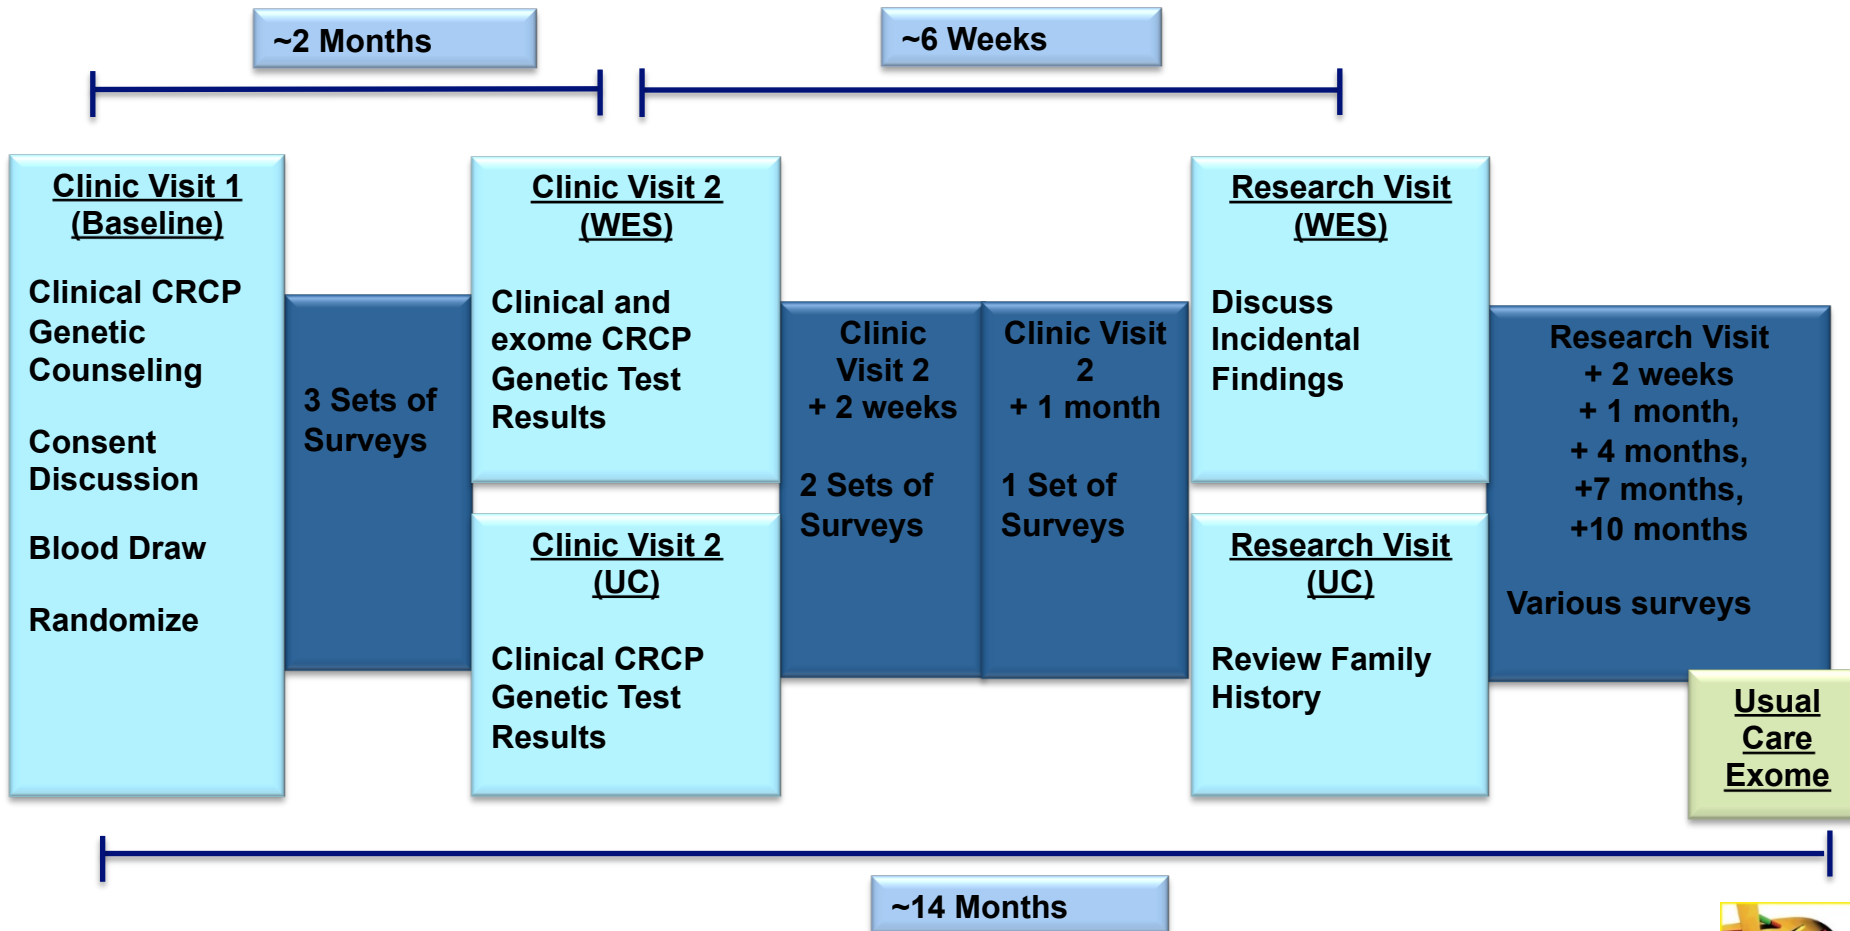 ~2 Months
~6 Weeks
Clinic Visit 1
(Baseline)
Clinical CRCP
Genetic
Counseling
Consent
Discussion
Blood Draw
Randomize
3 Sets of
Surveys
Clinic Visit 2
(WES)
Clinical and
exome CRCP
Genetic Test
Results
Clinic Visit 2
(UC)
Clinical CRCP
Genetic Test
Results
Clinic
Visit 2
+ 2 weeks
2 Sets of
Surveys
Clinic Visit
2
+ 1 month
1 Set of
Surveys
Research Visit
(WES)
Discuss
Incidental
Findings
Research Visit
(UC)
Review Family
History
Research Visit
+ 2 weeks
+ 1 month,
+ 4 months,
+7 months,
+10 months
Various surveys
Usual
Care
Exome
~14 Months